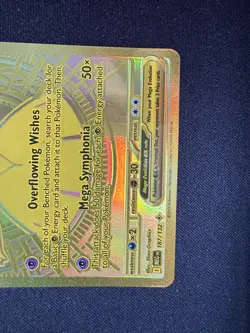 Overflowing Wishes
For each of your Benched Pokémon, search your deck for
a Basic Energy card and attach it to that Pokémon. Then,
shuffle your deck.
Mega Symphonia 50×
This attack does 50 damage for each Energy attached
to all of your Pokémon.
weakness ×2
resistance -30
retreat
Mega Evolution ex rule
When your Mega Evolution
Illus. Shin Graphics
187/132